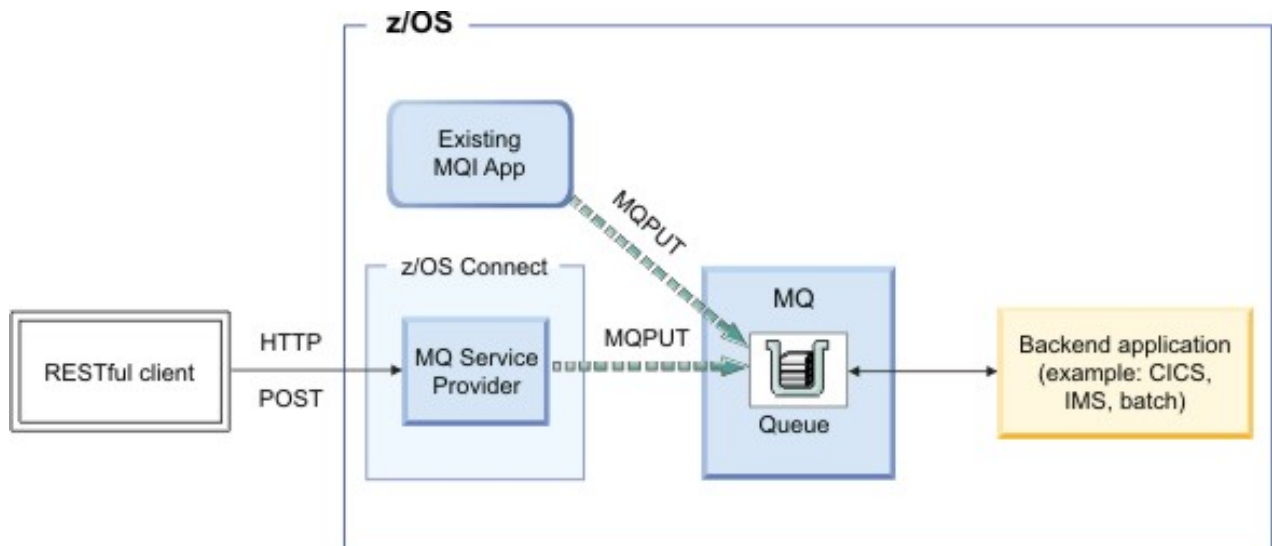 z/OS
Existing
MQI App
MQPUT
z/OS Connect
MQ
RESTful client
HTTP
POST
MQ Service
Provider
MQPUT
Queue
Backend application
(example: CICS,
IMS, batch)